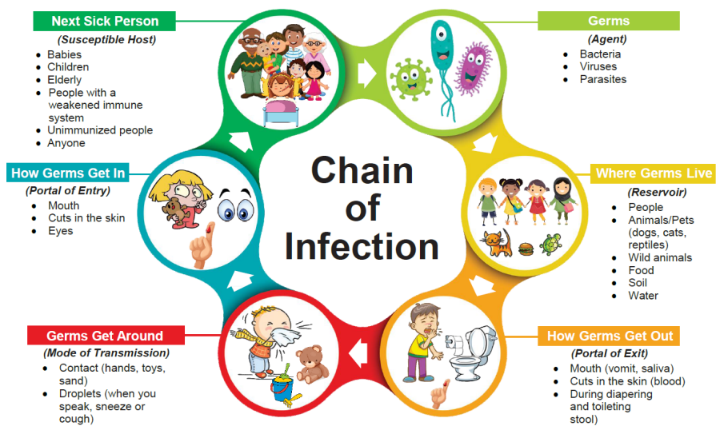 Chain
of
Infection
Next Sick Person
(Susceptible Host)
• Babies
• Children
• Elderly
• People with a
weakened immune
system
• Unimmunized people
• Anyone
Germs
(Agent)
• Bacteria
• Viruses
• Parasites
Where Germs Live
(Reservoir)
• People
• Animals/Pets
(dogs, cats,
reptiles)
• Wild animals
• Food
• Soil
• Water
How Germs Get Out
(Portal of Exit)
• Mouth (vomit, saliva)
• Cuts in the skin (blood)
• During diapering
and toileting
stool)
Germs Get Around
(Mode of Transmission)
• Contact (hands, toys,
sand)
• Droplets (when you
speak, sneeze or
cough)
How Germs Get In
(Portal of Entry)
• Mouth
• Cuts in the skin
• Eyes